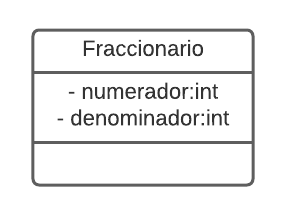 Fraccionario
- numerador:int
- denominador:int